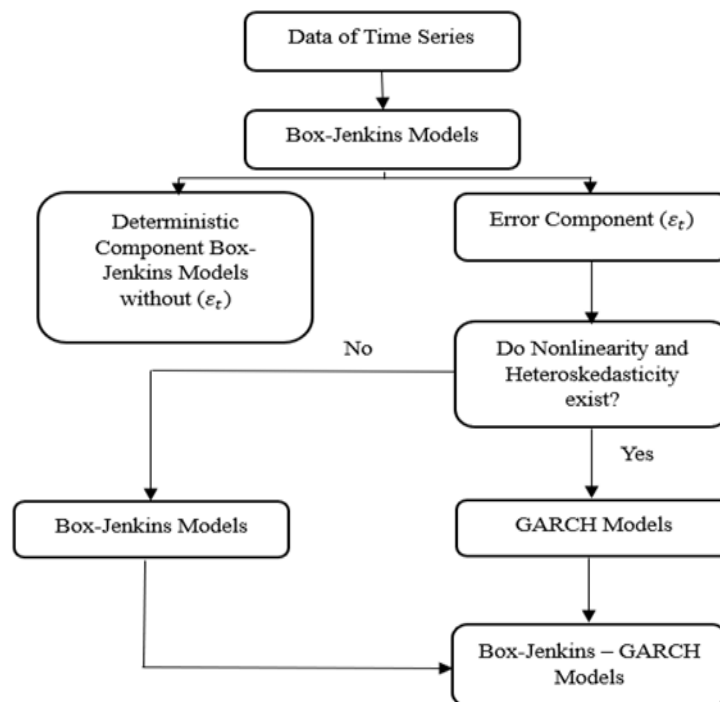 Data of Time Series
Box-Jenkins Models
Deterministic
Component Box-
Jenkins Models
without (εₜ)
Error Component (εₜ)
No
Do Nonlinearity and
Heteroskedasticity
exist?
Yes
Box-Jenkins Models
GARCH Models
Box-Jenkins – GARCH
Models